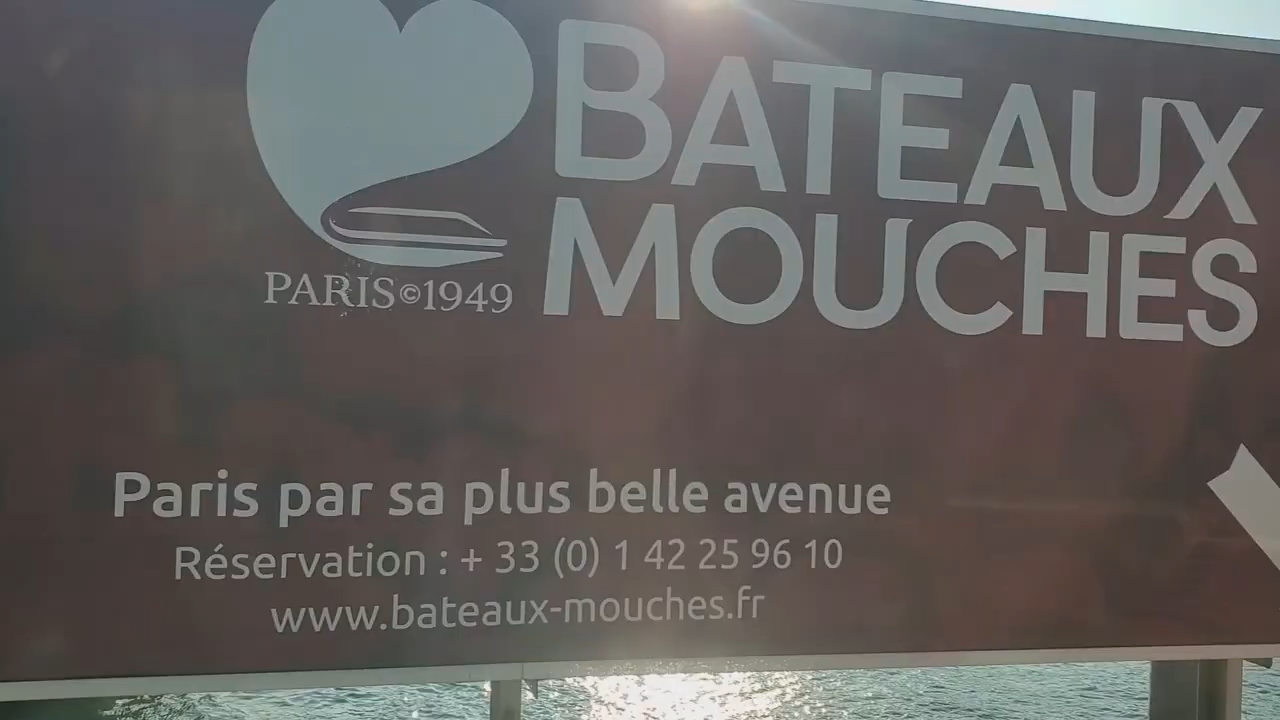 BATEAUX
MOUCHES
PARIS©1949
Paris par sa plus belle avenue
Réservation : + 33 (0) 1 42 25 96 10
www.bateaux-mouches.fr